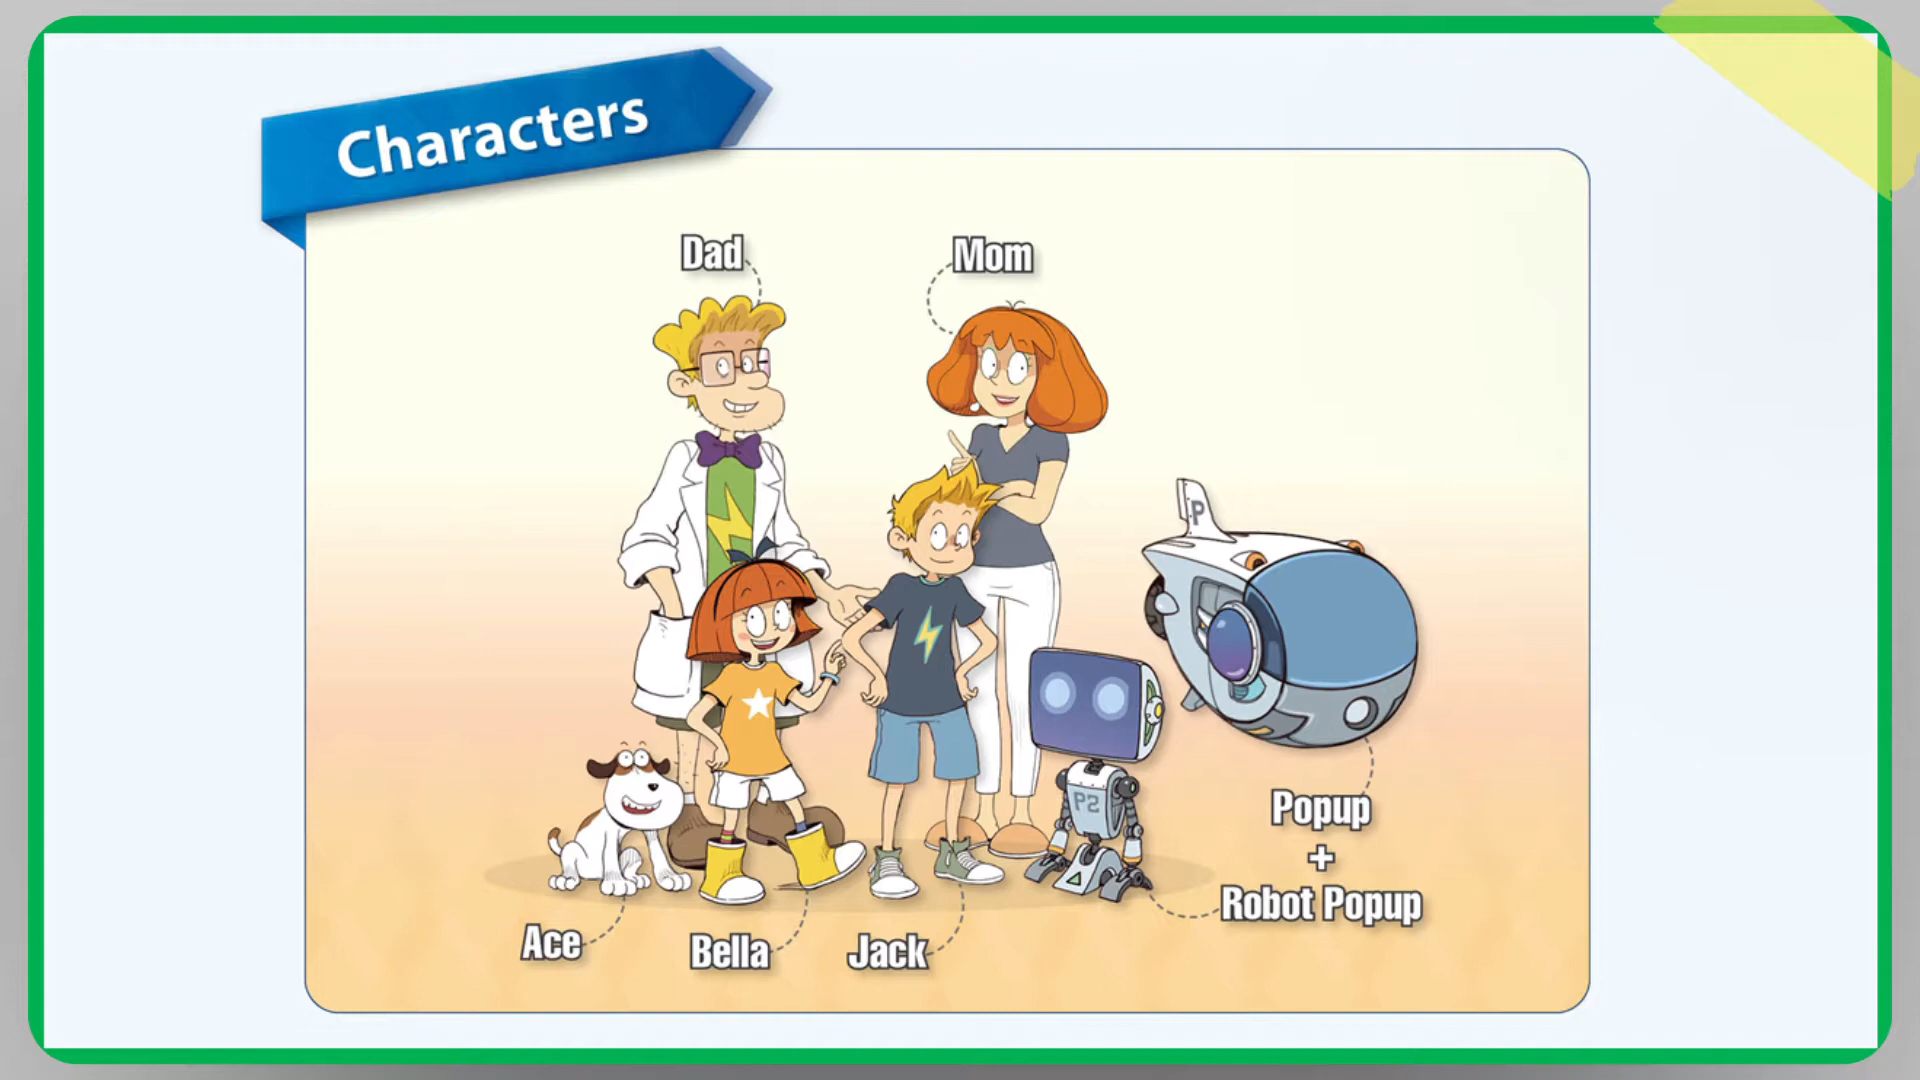 Characters
Dad
Mom
P
P2
Popup
+
Robot Popup
Ace
Bella
Jack